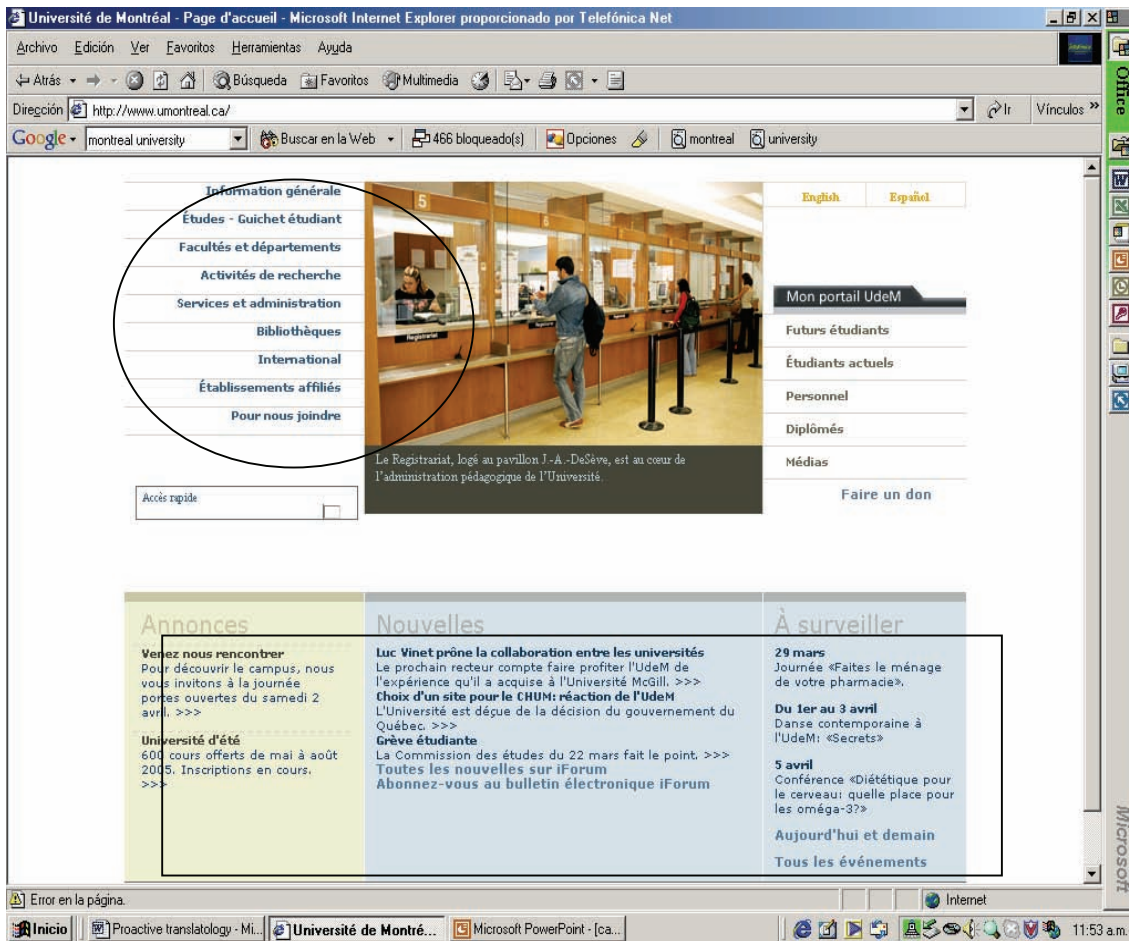 Université de Montréal - Page d'accueil - Microsoft Internet Explorer proporcionado por Telefónica Net
Archivo Edición Ver Favoritos Herramientas Ayuda
Atrás Búsqueda Favoritos Multimedia
Dirección http://www.umontreal.ca/ Ir Vínculos »
Google montreal university Buscar en la Web 466 bloqueado(s) Opciones montreal university
Office
Information générale
Études - Guichet étudiant
Facultés et départements
Activités de recherche
Services et administration
Bibliothèques
International
Établissements affiliés
Pour nous joindre
Accès rapide
5
6
Registrariat
Le Registrariat, logé au pavillon J.-A.-DeSève, est au cœur de
l'administration pédagogique de l'Université.
English Español
Mon portail UdeM
Futurs étudiants
Étudiants actuels
Personnel
Diplômés
Médias
Faire un don
Annonces
Venez nous rencontrer
Pour découvrir le campus, nous
vous invitons à la journée
portes ouvertes du samedi 2
avril. >>>
Université d'été
600 cours offerts de mai à août
2005. Inscriptions en cours.
>>>
Nouvelles
Luc Vinet prône la collaboration entre les universités
Le prochain recteur compte faire profiter l'UdeM de
l'expérience qu'il a acquise à l'Université McGill. >>>
Choix d'un site pour le CHUM: réaction de l'UdeM
L'Université est déçue de la décision du gouvernement du
Québec. >>>
Grève étudiante
La Commission des études du 22 mars fait le point. >>>
Toutes les nouvelles sur iForum
Abonnez-vous au bulletin électronique iForum
À surveiller
29 mars
Journée «Faites le ménage
de votre pharmacie».
Du 1er au 3 avril
Danse contemporaine à
l'UdeM: «Secrets»
5 avril
Conférence «Diététique pour
le cerveau: quelle place pour
les oméga-3?»
Aujourd'hui et demain
Tous les événements
Microsoft
Error en la página. Internet
Inicio Proactive translatology - Mi... Université de Montré... Microsoft PowerPoint - [ca... 11:53 a.m.